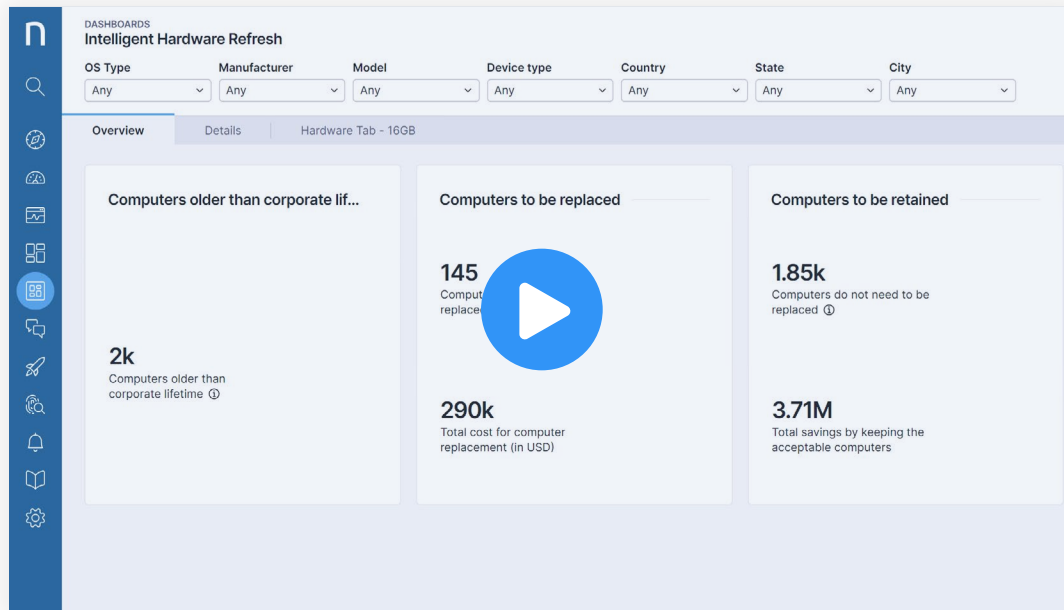 n
DASHBOARDS
Intelligent Hardware Refresh
OS Type Manufacturer Model Device type Country State City
Any Any Any Any Any Any Any
Overview Details Hardware Tab - 16GB
Computers older than corporate lif...
2k
Computers older than
corporate lifetime
Computers to be replaced
145
290k
Total cost for computer
replacement (in USD)
Computers to be retained
1.85k
Computers do not need to be
replaced
3.71M
Total savings by keeping the
acceptable computers